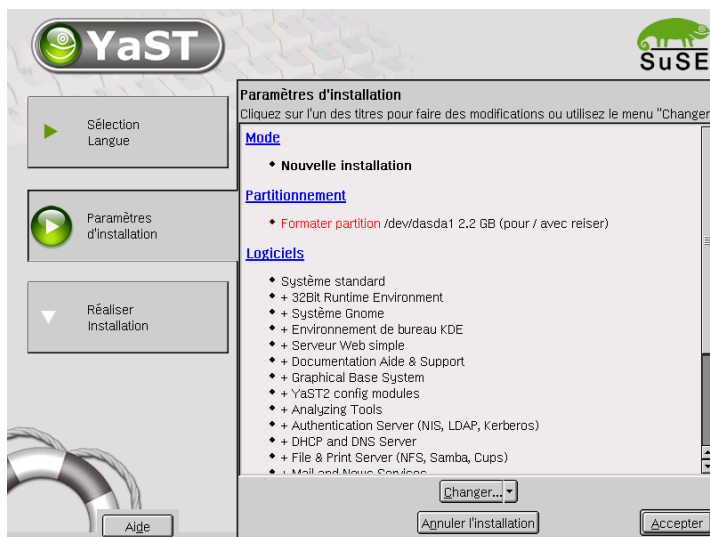 YaST
SuSE
Sélection
Langue
Paramètres
d'installation
Réaliser
Installation
Aide
Paramètres d'installation
Cliquez sur l'un des titres pour faire des modifications ou utilisez le menu "Changer
Mode
Nouvelle installation
Partitionnement
Formater partition /dev/dasda1 2.2 GB (pour / avec reiser)
Logiciels
Système standard
+ 32Bit Runtime Environment
+ Système Gnome
+ Environnement de bureau KDE
+ Serveur Web simple
+ Documentation Aide & Support
+ Graphical Base System
+ YaST2 config modules
+ Analyzing Tools
+ Authentication Server (NIS, LDAP, Kerberos)
+ DHCP and DNS Server
+ File & Print Server (NFS, Samba, Cups)
+ Mail and News Services
Changer...
Annuler l'installation
Accepter